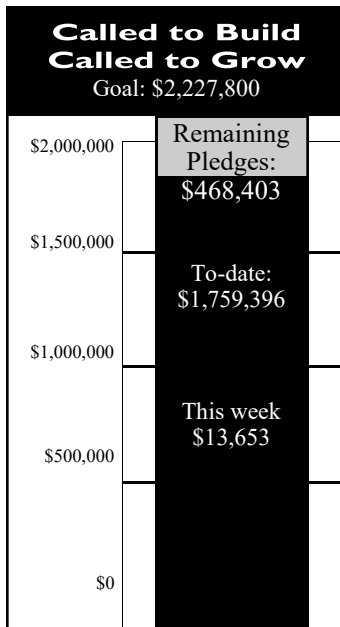 Called to Build
Called to Grow
Goal: $2,227,800
Remaining
Pledges:
$468,403
To-date:
$1,759,396
This week
$13,653
$2,000,000
$1,500,000
$1,000,000
$500,000
$0